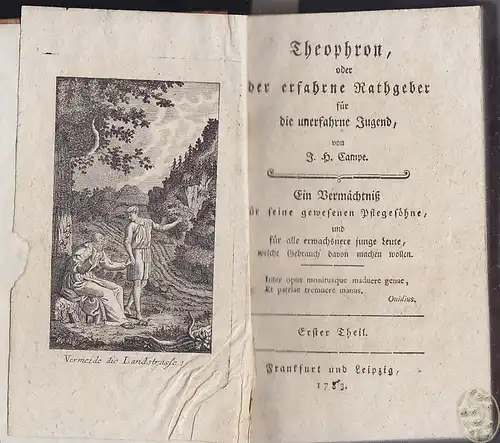 Vermeide die Landstrasse!
Theophron,
oder
der erfahrne Rathgeber
für
die unerfahrne Jugend,
von
J. H. Campe.
Ein Vermächtniß
für seine gewesenen Pflegesöhne,
und
für alle erwachsnere junge Leute,
welche Gebrauch davon machen wollen.
Inter opus monitusque maduere genae,
Et patriae tremuere manus.
Ovidius.
Erster Theil.
Frankfurt und Leipzig,
1783.